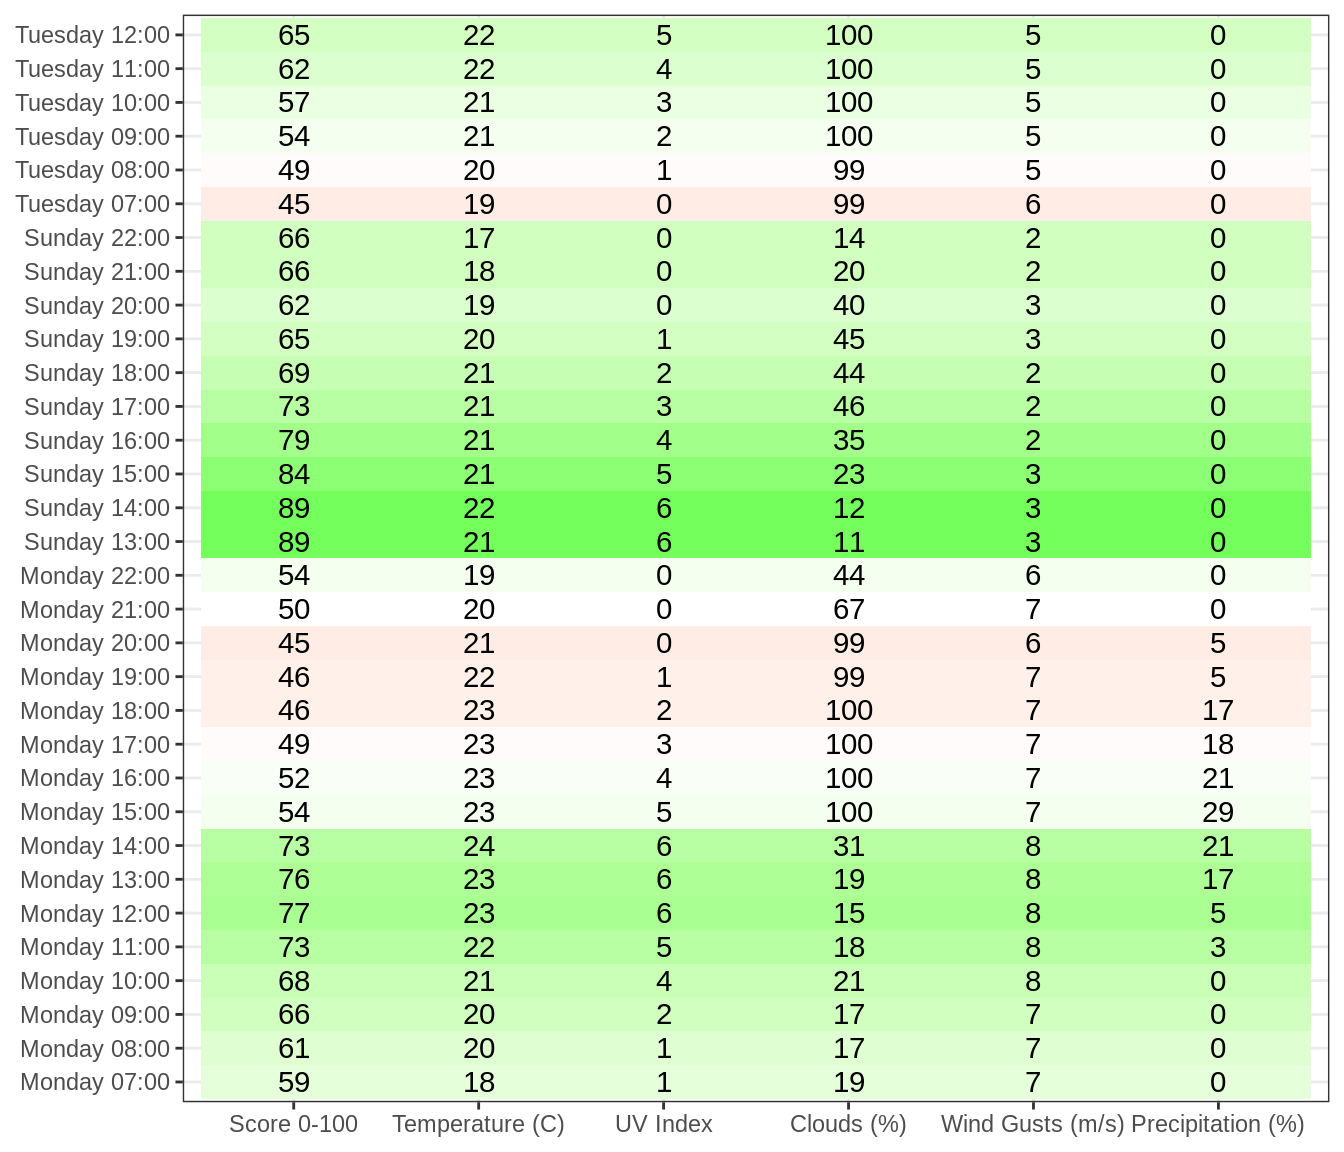 Tuesday 12:00 65 22 5 100 5 0
Tuesday 11:00 62 22 4 100 5 0
Tuesday 10:00 57 21 3 100 5 0
Tuesday 09:00 54 21 2 100 5 0
Tuesday 08:00 49 20 1 99 5 0
Tuesday 07:00 45 19 0 99 6 0
Sunday 22:00 66 17 0 14 2 0
Sunday 21:00 66 18 0 20 2 0
Sunday 20:00 62 19 0 40 3 0
Sunday 19:00 65 20 1 45 3 0
Sunday 18:00 69 21 2 44 2 0
Sunday 17:00 73 21 3 46 2 0
Sunday 16:00 79 21 4 35 2 0
Sunday 15:00 84 21 5 23 3 0
Sunday 14:00 89 22 6 12 3 0
Sunday 13:00 89 21 6 11 3 0
Monday 22:00 54 19 0 44 6 0
Monday 21:00 50 20 0 67 7 0
Monday 20:00 45 21 0 99 6 5
Monday 19:00 46 22 1 99 7 5
Monday 18:00 46 23 2 100 7 17
Monday 17:00 49 23 3 100 7 18
Monday 16:00 52 23 4 100 7 21
Monday 15:00 54 23 5 100 7 29
Monday 14:00 73 24 6 31 8 21
Monday 13:00 76 23 6 19 8 17
Monday 12:00 77 23 6 15 8 5
Monday 11:00 73 22 5 18 8 3
Monday 10:00 68 21 4 21 8 0
Monday 09:00 66 20 2 17 7 0
Monday 08:00 61 20 1 17 7 0
Monday 07:00 59 18 1 19 7 0
Score 0-100 Temperature (C) UV Index Clouds (%) Wind Gusts (m/s) Precipitation (%)